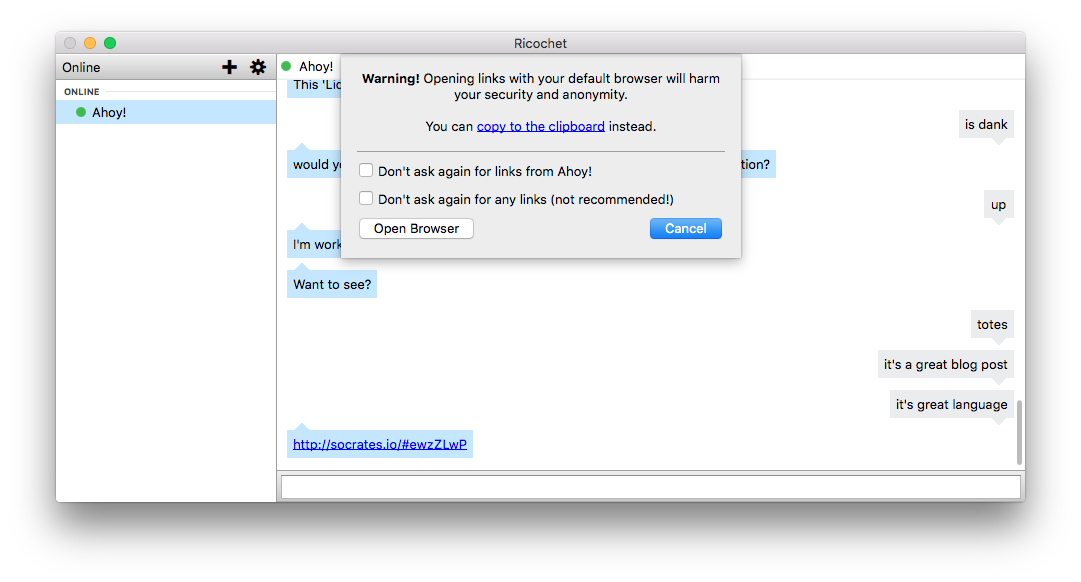 Ricochet
Online
ONLINE
Ahoy!
Ahoy!
Warning! Opening links with your default browser will harm
your security and anonymity.
You can copy to the clipboard instead.
Don't ask again for links from Ahoy!
Don't ask again for any links (not recommended!)
Open Browser
Cancel
This
is dank
would
tion?
up
I'm
Want to see?
totes
it's a great blog post
it's great language
http://socrates.io/#ewzZLwP